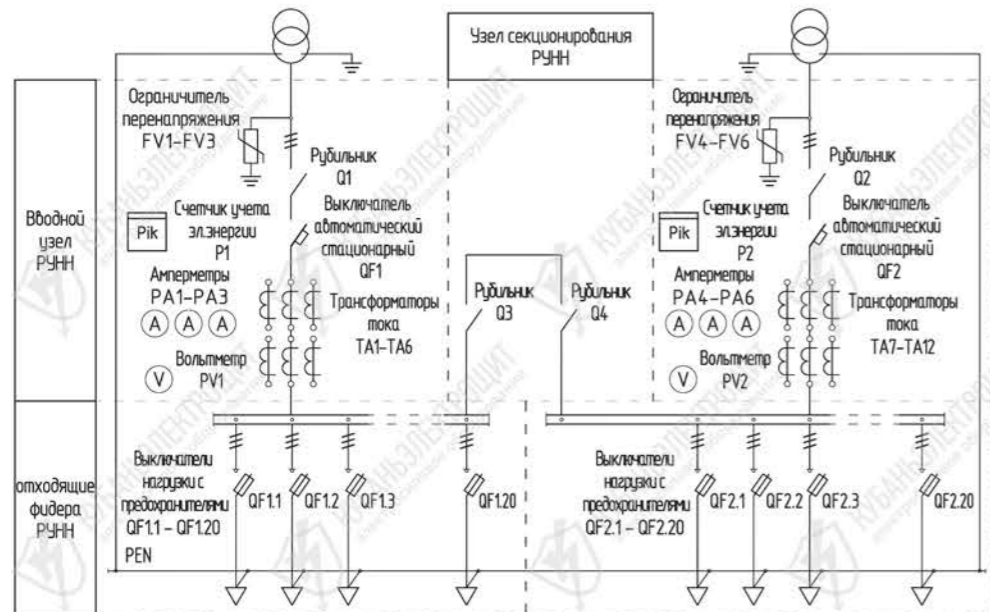 Узел секционирования
РУНН
Вводной
узел
РУНН
отходящие
фидера
РУНН
Ограничитель
перенапряжения
FV1-FV3
Рубильник
Q1
Счетчик учета
эл.энергии
P1
Pik
Выключатель
автоматический
стационарный
QF1
Амперметры
PA1-PA3
A A A
Трансформаторы
тока
TA1-TA6
Вольтметр
PV1
V
Рубильник
Q3
Рубильник
Q4
Ограничитель
перенапряжения
FV4-FV6
Рубильник
Q2
Счетчик учета
эл.энергии
P2
Pik
Выключатель
автоматический
стационарный
QF2
Амперметры
PA4-PA6
A A A
Трансформаторы
тока
TA7-TA12
Вольтметр
PV2
V
Выключатели
нагрузки с
предохранителями
QF1.1 - QF1.20
PEN
QF1.1 QF1.2 QF1.3 QF1.20
Выключатели
нагрузки с
предохранителями
QF2.1 - QF2.20
QF2.1 QF2.2 QF2.3 QF2.20
КУБАНЬЭЛЕКТРОЩИТ